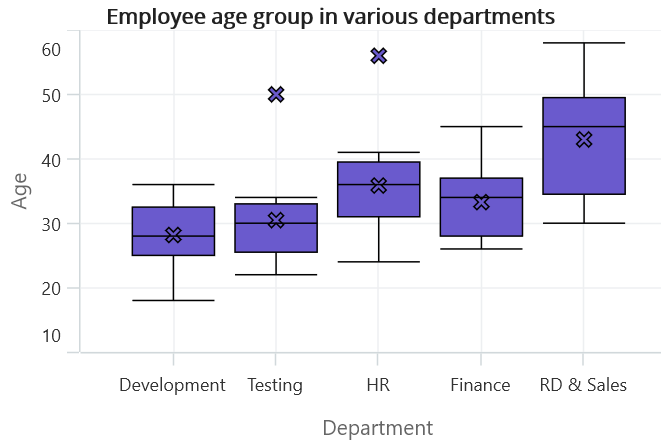 Employee age group in various departments
60
50
40
30
20
10
Age
Development Testing HR Finance RD & Sales
Department